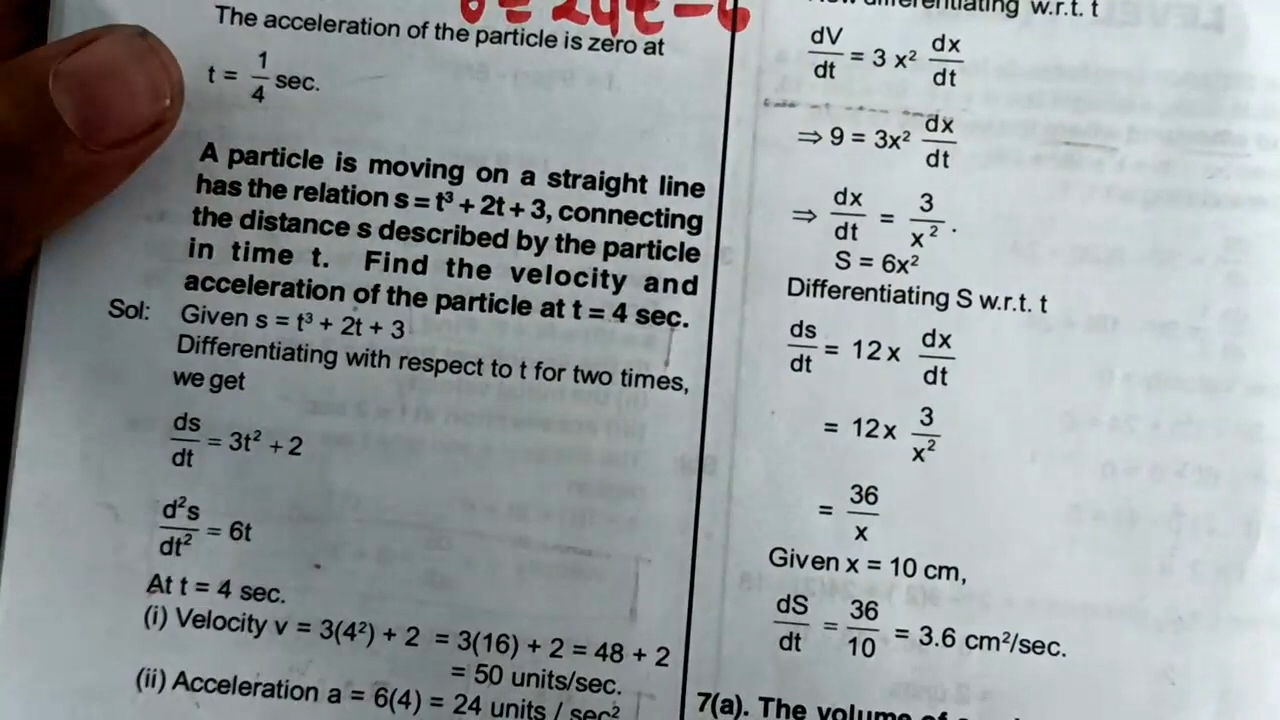 0 = 24t - 6
The acceleration of the particle is zero at
t = 1/4 sec.
A particle is moving on a straight line
has the relation s = t³ + 2t + 3, connecting
the distance s described by the particle
in time t. Find the velocity and
acceleration of the particle at t = 4 sec.
Sol: Given s = t³ + 2t + 3
Differentiating with respect to t for two times,
we get
ds/dt = 3t² + 2
d²s/dt² = 6t
At t = 4 sec.
(i) Velocity v = 3(4²) + 2 = 3(16) + 2 = 48 + 2
= 50 units/sec.
(ii) Acceleration a = 6(4) = 24 units / sec²
differentiating w.r.t. t
dV/dt = 3 x² dx/dt
⇒ 9 = 3x² dx/dt
⇒ dx/dt = 3/x² .
S = 6x²
Differentiating S w.r.t. t
ds/dt = 12x dx/dt
= 12x 3/x²
= 36/x
Given x = 10 cm,
dS/dt = 36/10 = 3.6 cm²/sec.
7(a). The volume of